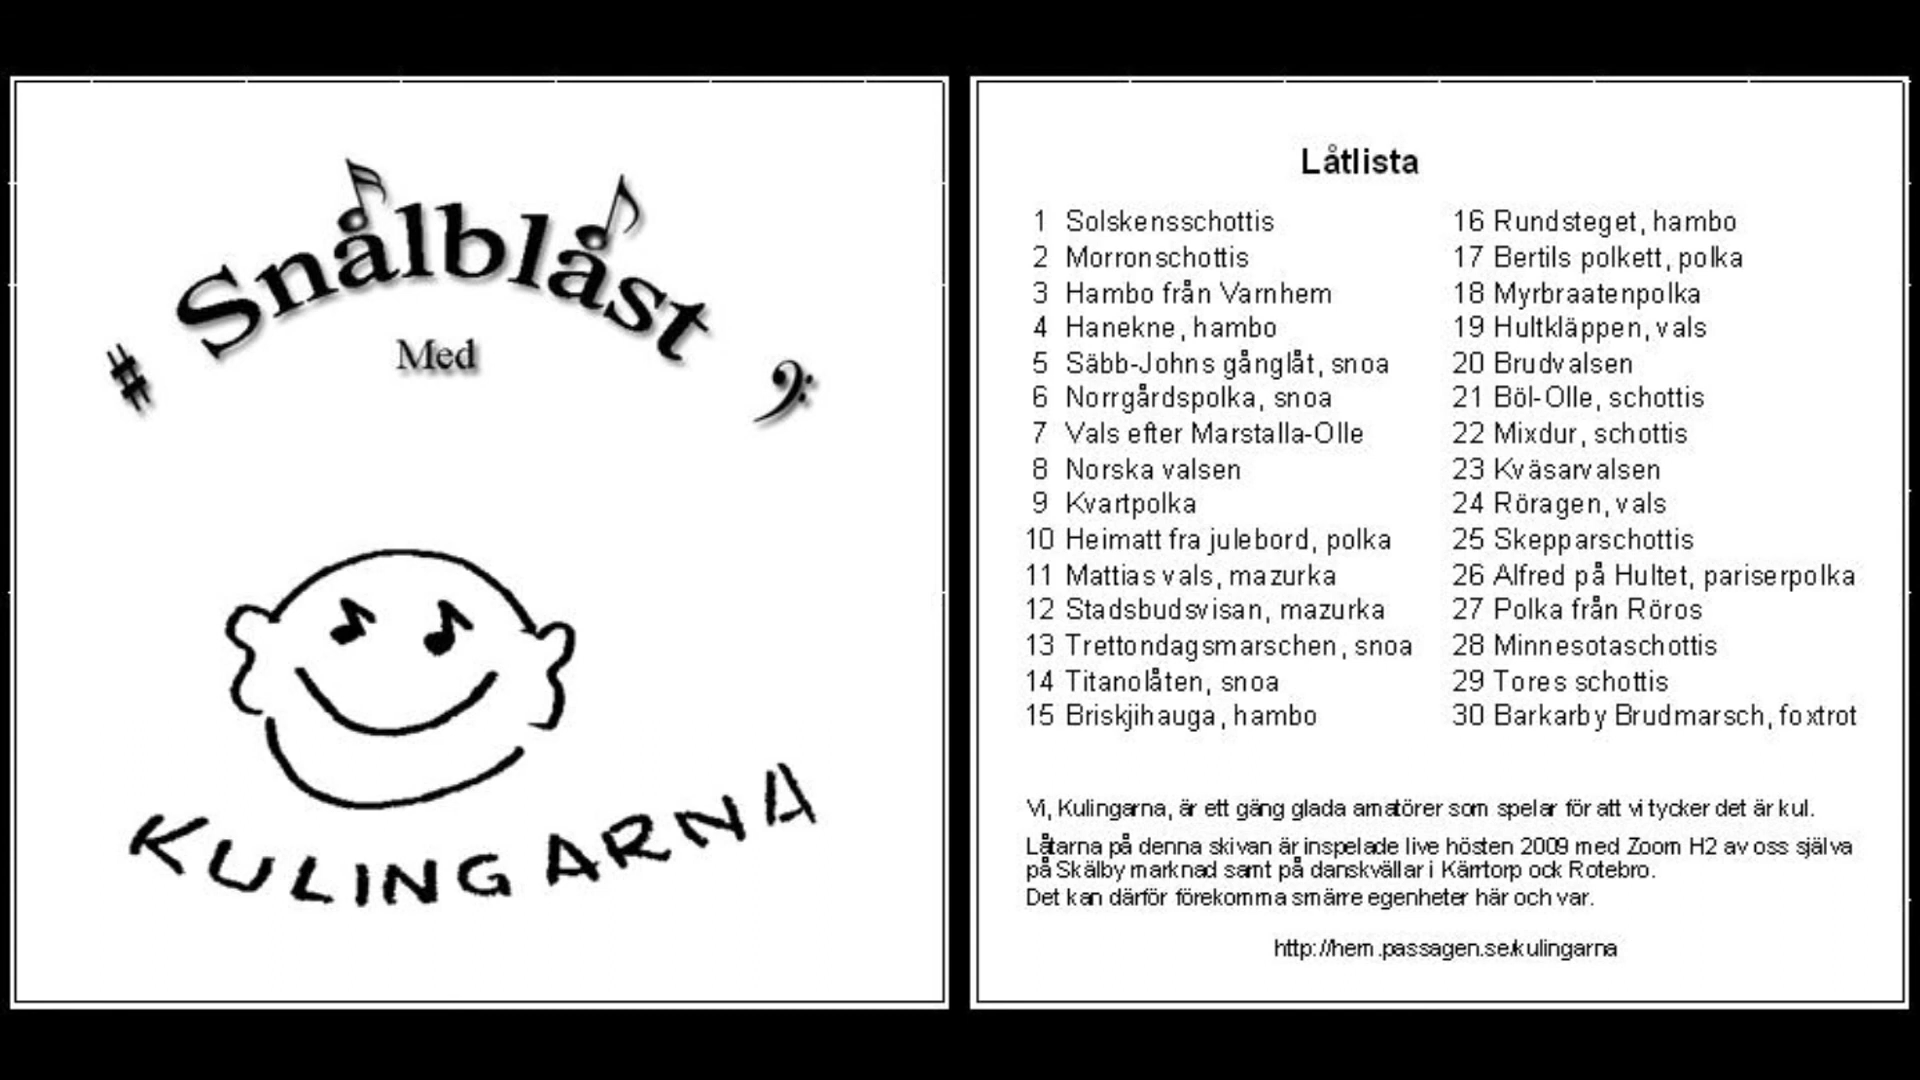 Snålblåst
Med
KULINGARNA
Låtlista
1 Solskensschottis
2 Morronschottis
3 Hambo från Varnhem
4 Hanekne, hambo
5 Säbb-Johns gånglåt, snoa
6 Norrgårdspolka, snoa
7 Vals efter Marstalla-Olle
8 Norska valsen
9 Kvartpolka
10 Heimatt fra julebord, polka
11 Mattias vals, mazurka
12 Stadsbudsvisan, mazurka
13 Trettondagsmarschen, snoa
14 Titanolåten, snoa
15 Briskjihauga, hambo
16 Rundsteget, hambo
17 Bertils polkett, polka
18 Myrbraatenpolka
19 Hultkläppen, vals
20 Brudvalsen
21 Böl-Olle, schottis
22 Mixdur, schottis
23 Kväsarvalsen
24 Röragen, vals
25 Skepparschottis
26 Alfred på Hultet, pariserpolka
27 Polka från Röros
28 Minnesotaschottis
29 Tores schottis
30 Barkarby Brudmarsch, foxtrot
Vi, Kulingarna, är ett gäng glada amatörer som spelar för att vi tycker det är kul.
Låtarna på denna skivan är inspelade live hösten 2009 med Zoom H2 av oss själva
på Skälby marknad samt på danskvällar i Kärrtorp ock Rotebro.
Det kan därför förekomma smärre egenheter här och var.
http://hem.passagen.se/kulingarna